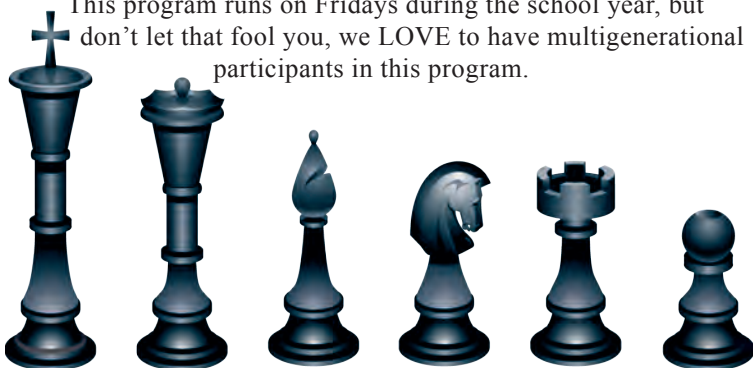 This program runs on Fridays during the school year, but
don’t let that fool you, we LOVE to have multigenerational
participants in this program.